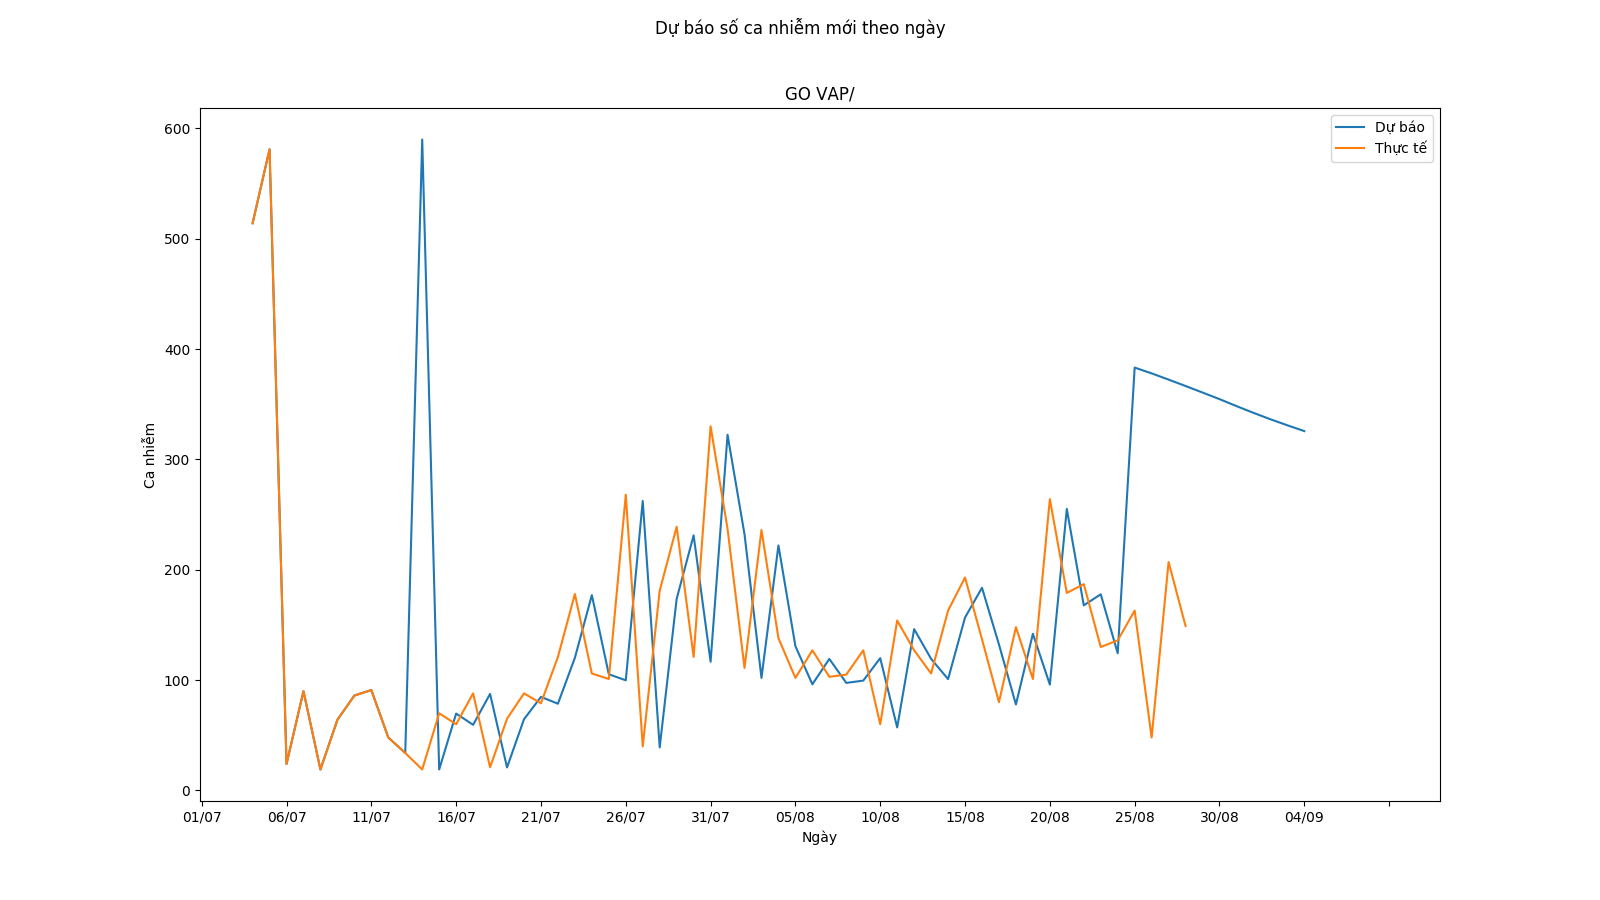 Dự báo số ca nhiễm mới theo ngày
GO VAP/
Dự báo
Thực tế
600
500
400
300
200
100
0
Ca nhiễm
01/07 06/07 11/07 16/07 21/07 26/07 31/07 05/08 10/08 15/08 20/08 25/08 30/08 04/09
Ngày